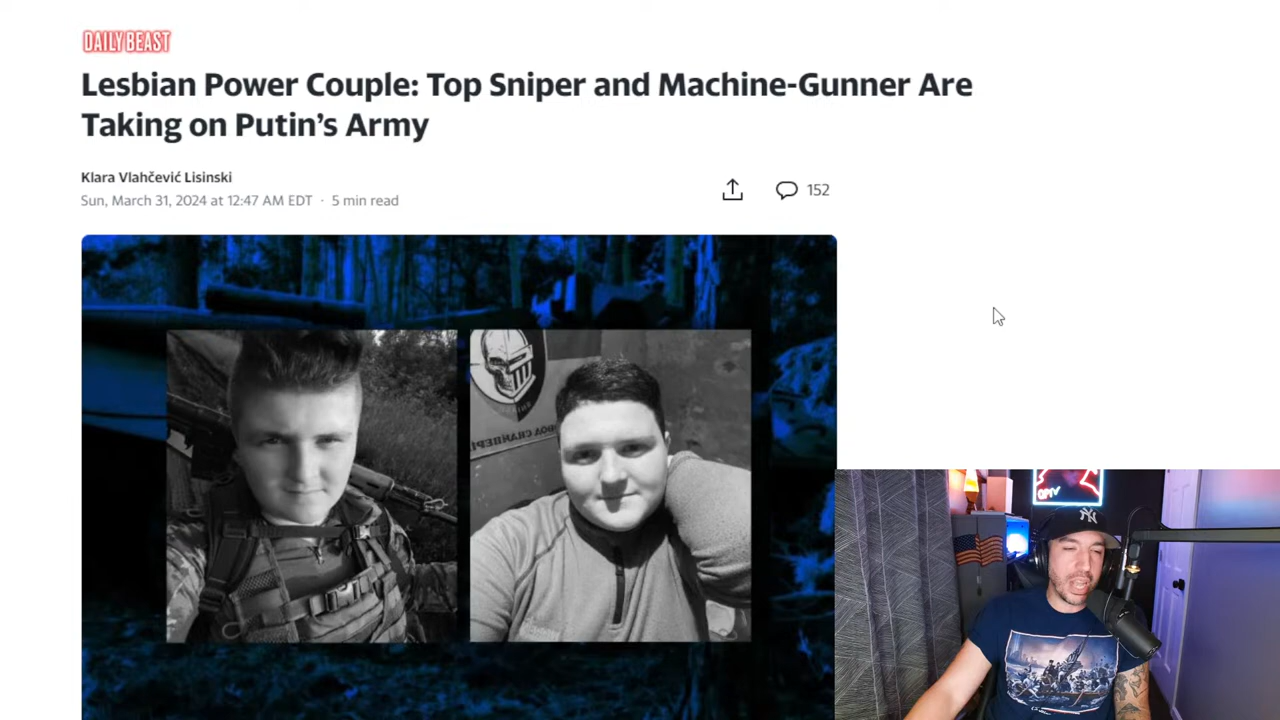 DAILY BEAST
Lesbian Power Couple: Top Sniper and Machine-Gunner Are
Taking on Putin's Army
Klara Vlahčević Lisinski
Sun, March 31, 2024 at 12:47 AM EDT · 5 min read
152
NY